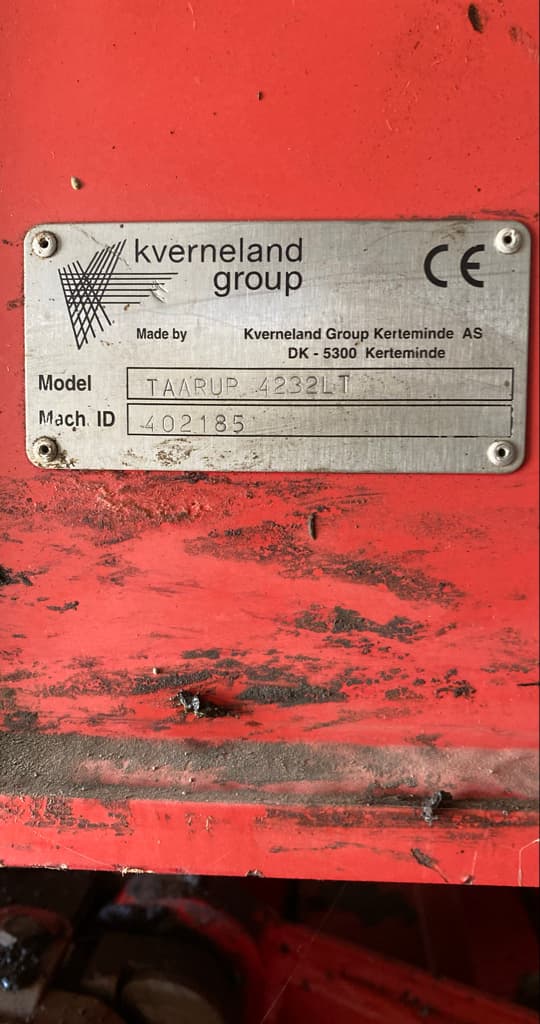 kverneland
group
CE
Made by Kverneland Group Kerteminde AS
DK - 5300 Kerteminde
Model TAARUP 4232LT
Mach. ID 402185